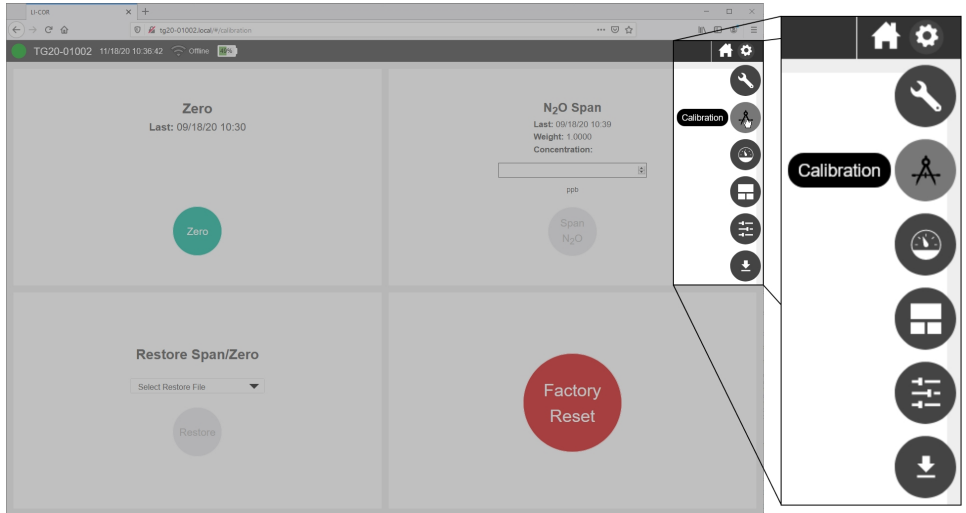 LI-COR
tg20-01002.local/#/calibration
TG20-01002 11/18/20 10:36:42 Offline
Zero
Last: 09/18/20 10:30
Zero
N2O Span
Last: 09/18/20 10:39
Weight: 1.0000
Concentration:
ppb
Span
N2O
Calibration
Restore Span/Zero
Select Restore File
Restore
Factory
Reset
Calibration